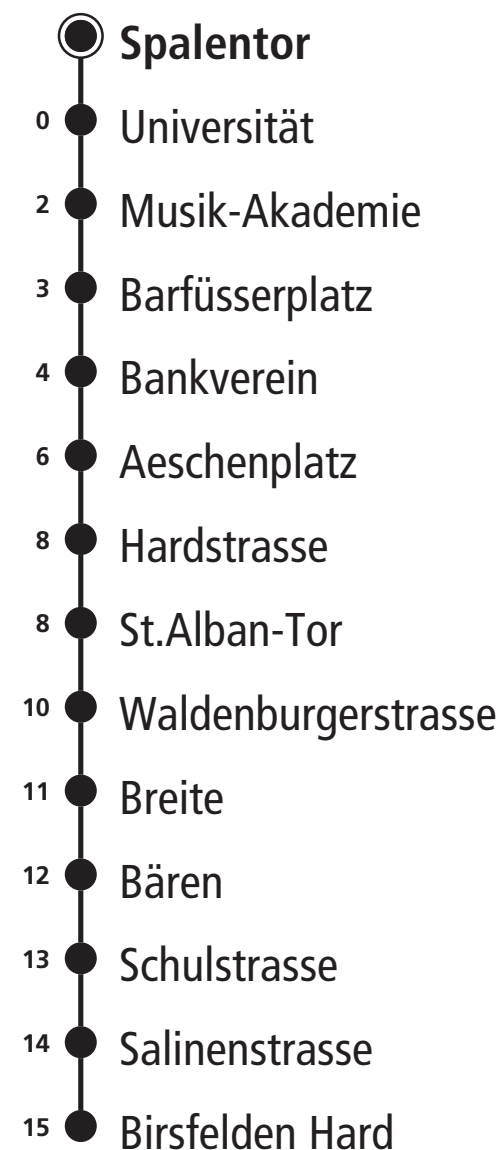 Spalentor
0 Universität
2 Musik-Akademie
3 Barfüsserplatz
4 Bankverein
6 Aeschenplatz
8 Hardstrasse
8 St.Alban-Tor
10 Waldenburgerstrasse
11 Breite
12 Bären
13 Schulstrasse
14 Salinenstrasse
15 Birsfelden Hard